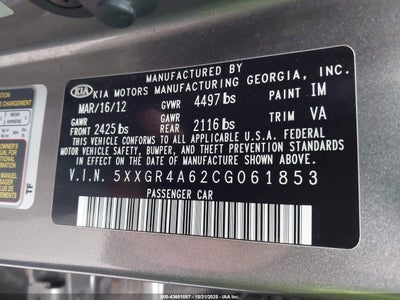 MANUFACTURED BY
KIA KIA MOTORS MANUFACTURING GEORGIA, INC.
MAR/16/12 GVWR 4497 lbs PAINT IM
GAWR GAWR TRIM VA
FRONT 2425 lbs REAR 2116 lbs
THIS VEHICLE CONFORMS TO ALL APPLICABLE U.S.A. FEDERAL
MOTOR VEHICLE SAFETY, BUMPER, AND THEFT PREVENTION STANDARDS
IN EFFECT ON THE DATE OF MANUFACTURE SHOWN ABOVE.
V.I.N. 5XXGR4A62CG061853
PASSENGER CAR
TF
000-43601057 - 10/31/2025 - IAA Inc.